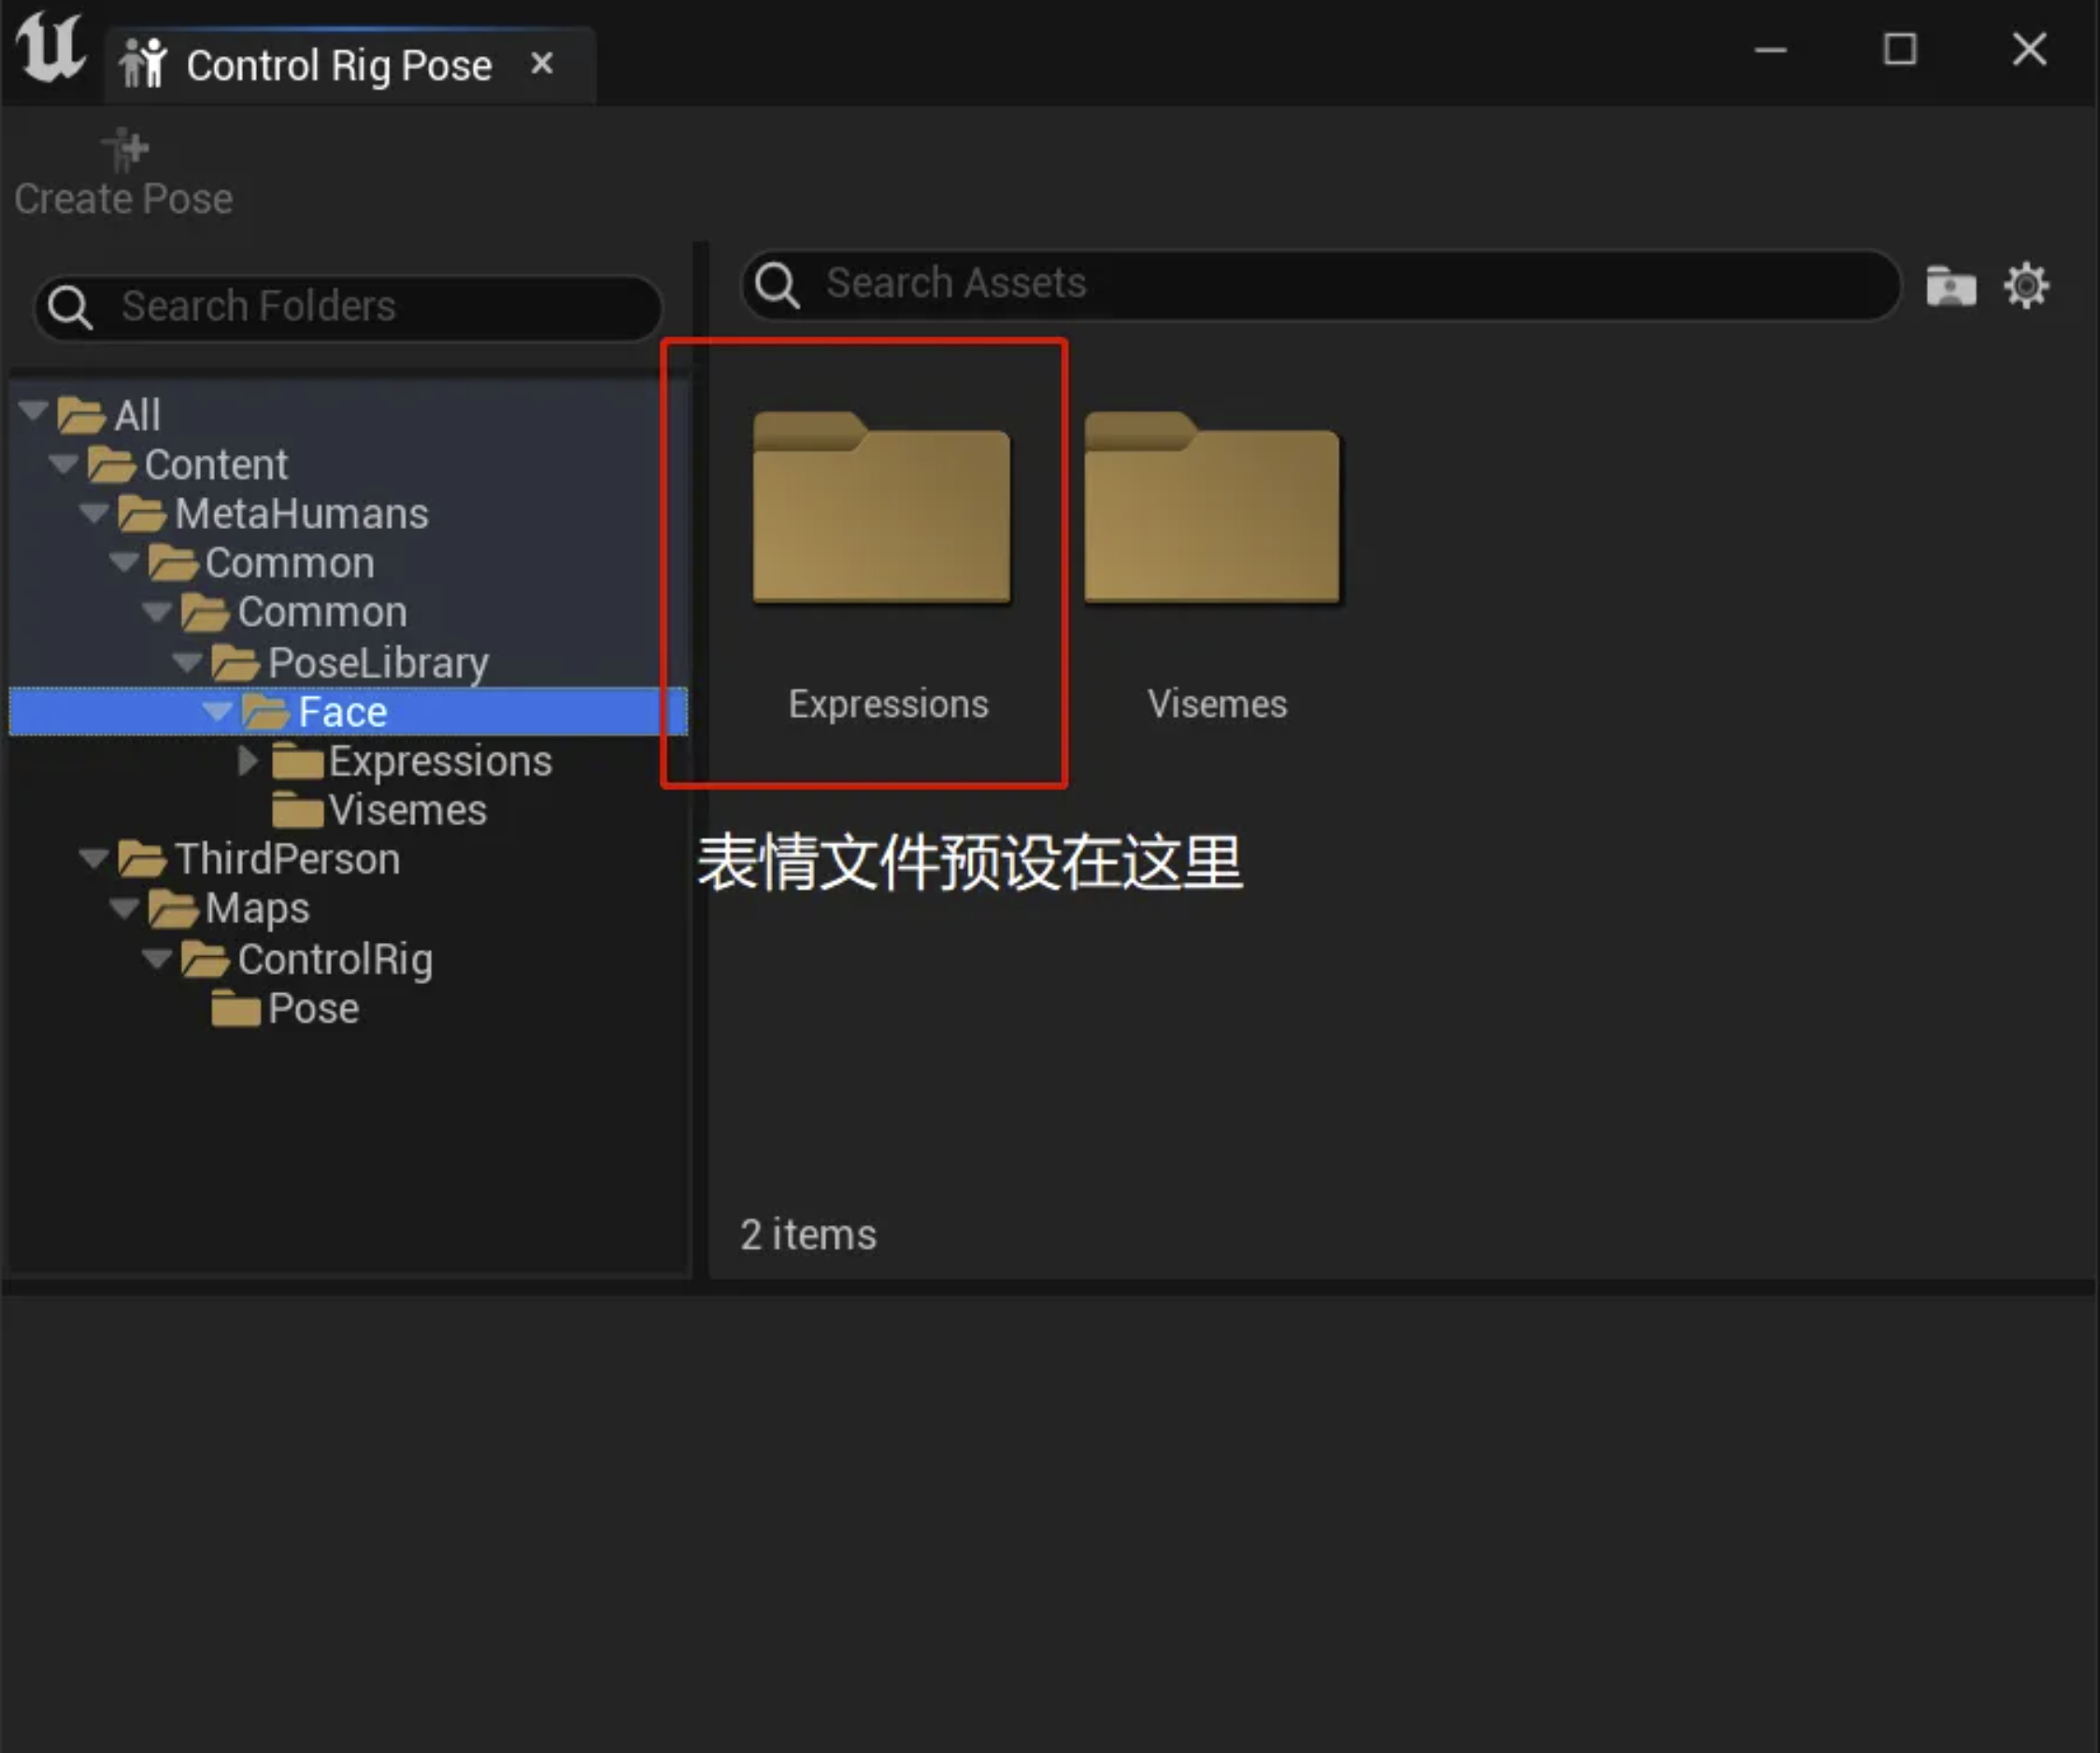 Control Rig Pose
Create Pose
Search Folders
Search Assets
All
Content
MetaHumans
Common
Common
PoseLibrary
Face
Expressions
Visemes
ThirdPerson
Maps
ControlRig
Pose
Expressions
Visemes
表情文件预设在这里
2 items